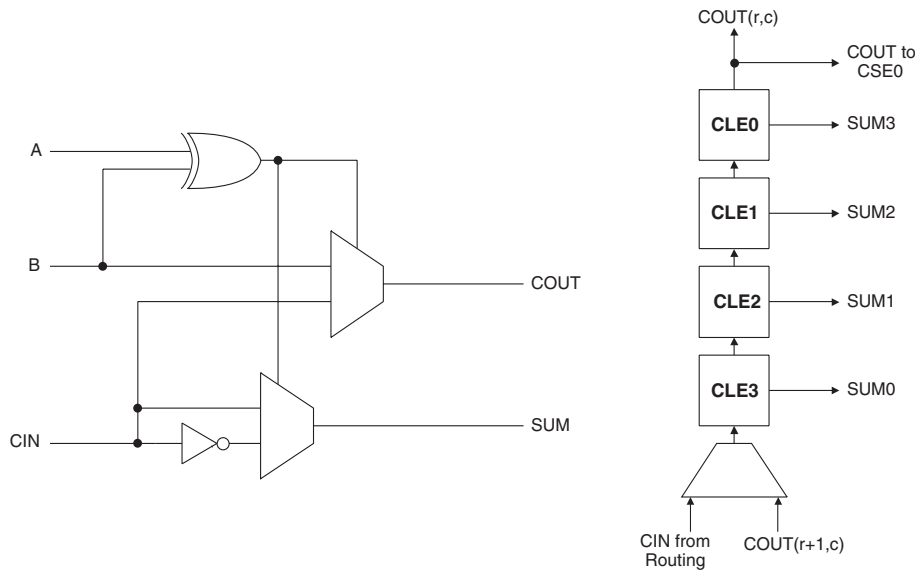 A
B
CIN
COUT
SUM
COUT(r,c)
COUT to
CSE0
CLE0
SUM3
CLE1
SUM2
CLE2
SUM1
CLE3
SUM0
CIN from
Routing
COUT(r+1,c)